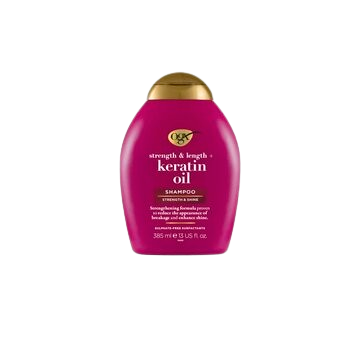 OGX
strength & length +
keratin
oil
SHAMPOO
STRENGTH & SHINE
Strengthening formula proven
to reduce the appearance of
breakage and enhance shine.
SULFATE-FREE SURFACTANTS
385 ml ℮ 13 US fl. oz.